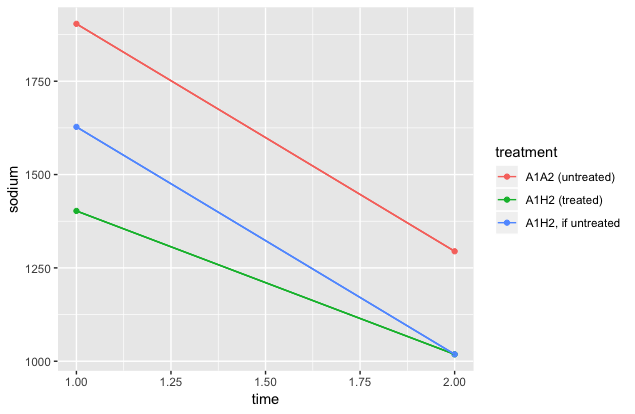 sodium
1750
1500
1250
1000
1.00
1.25
1.50
1.75
2.00
time
treatment
A1A2 (untreated)
A1H2 (treated)
A1H2, if untreated